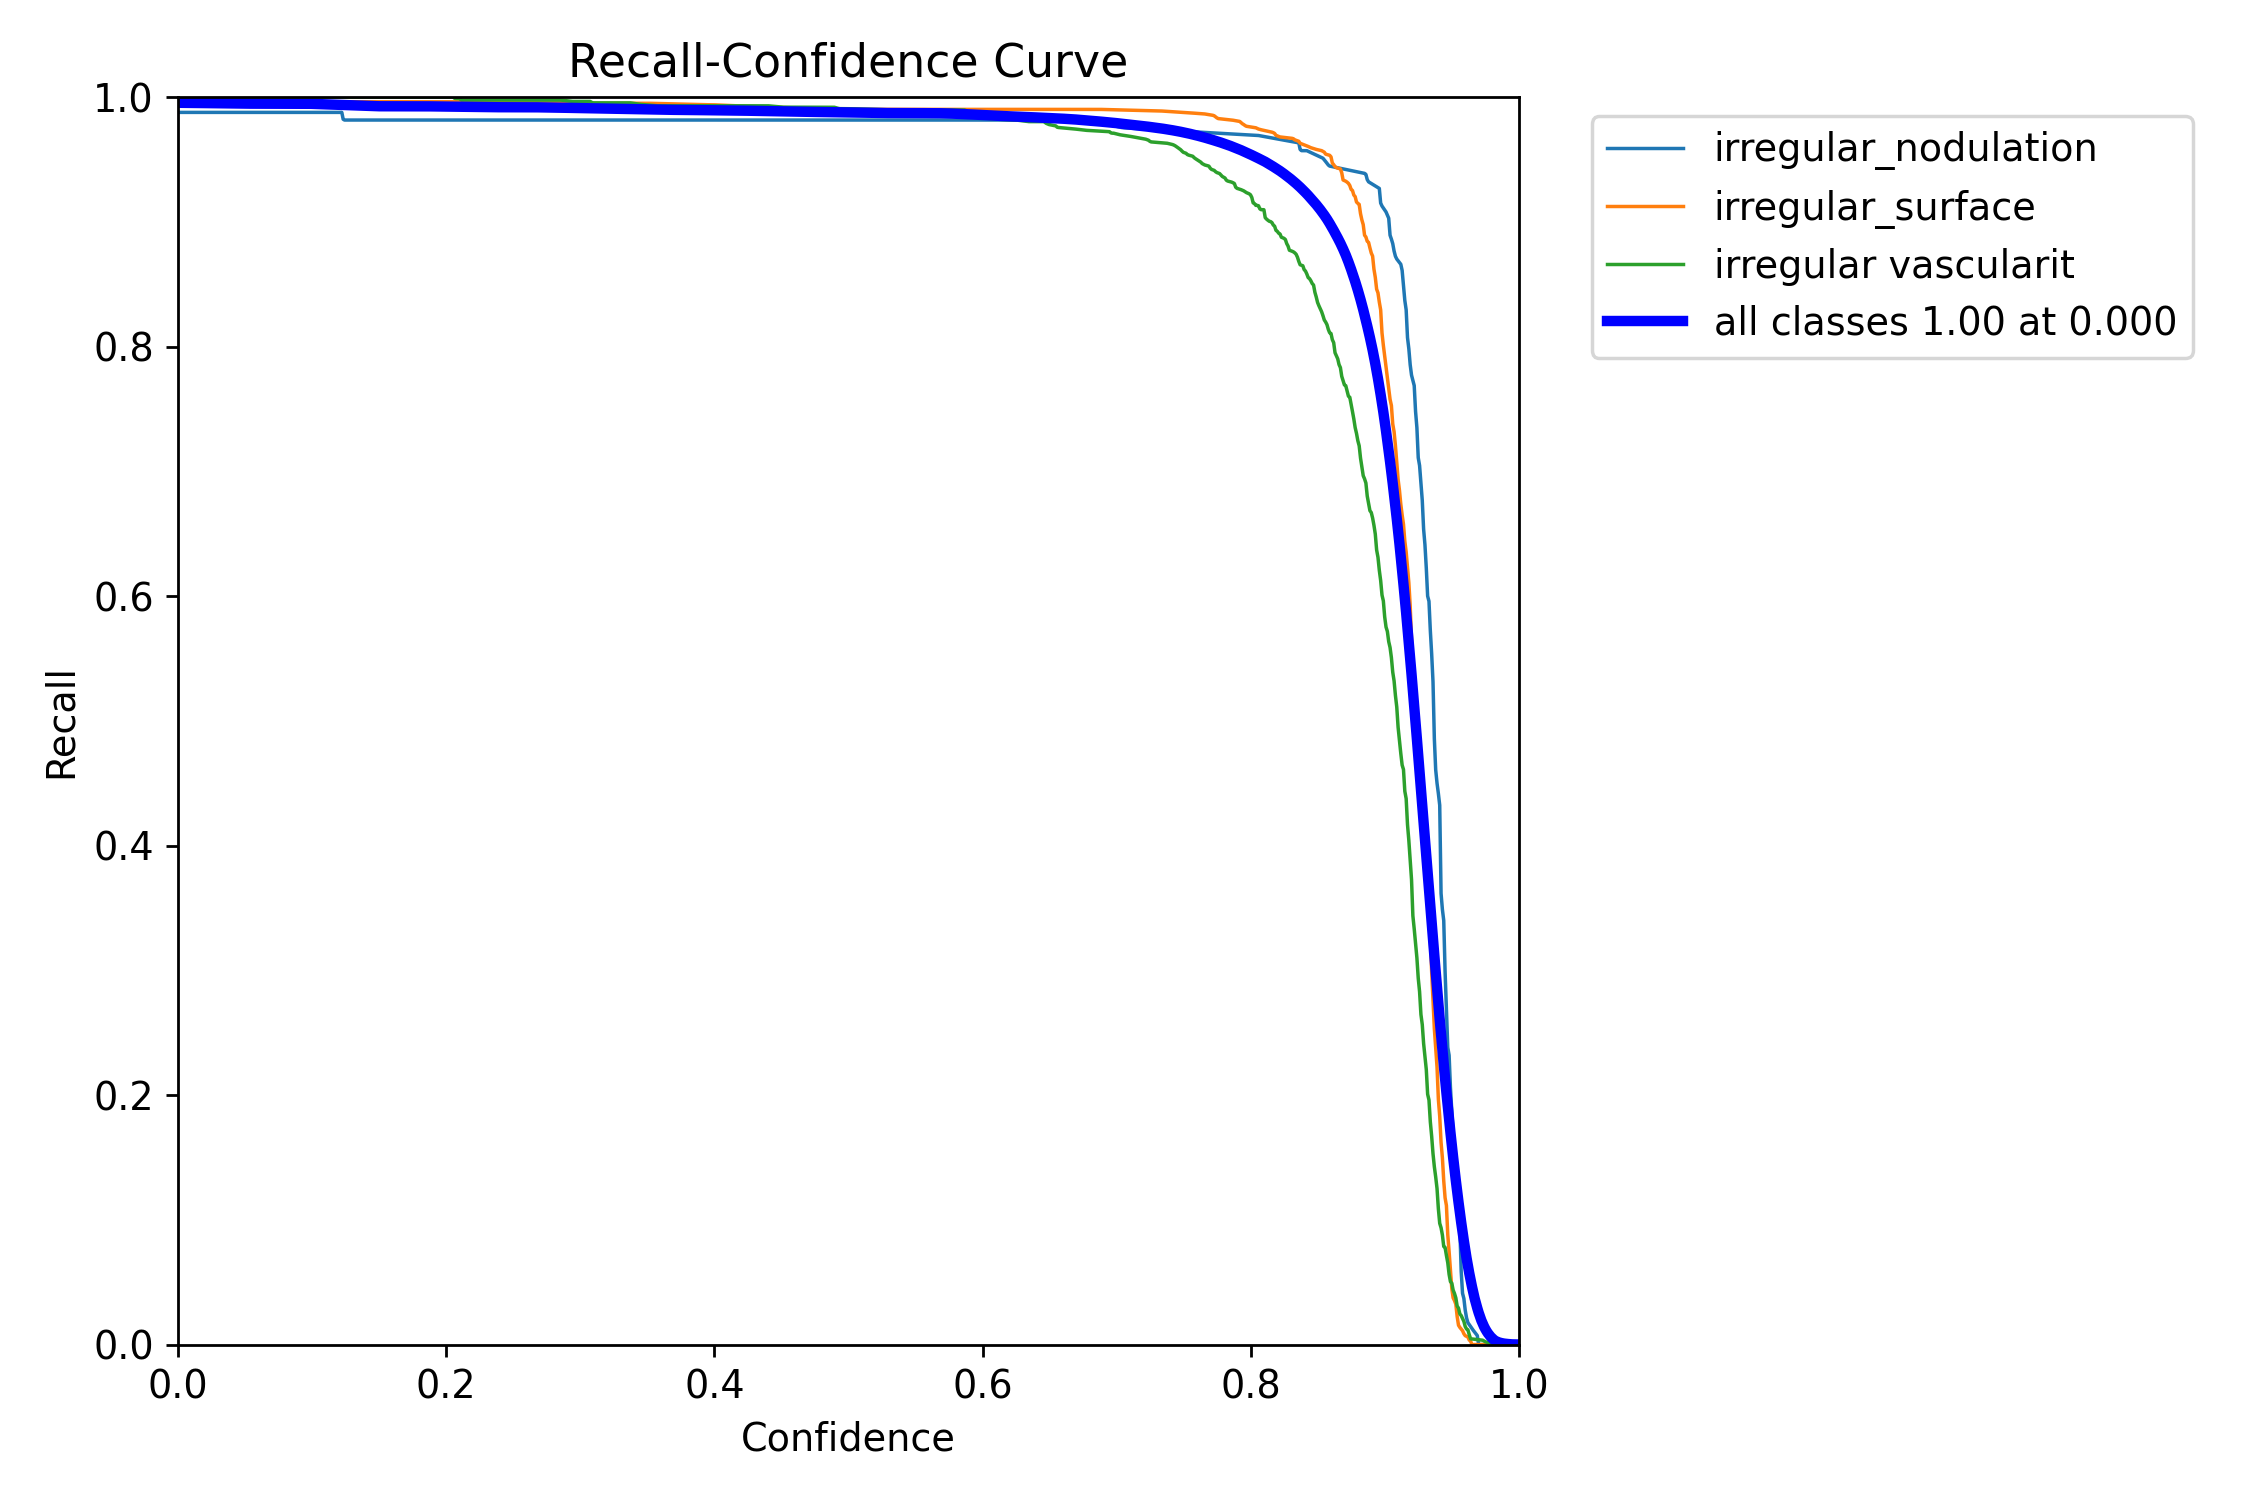 Recall-Confidence Curve
1.0
0.8
0.6
0.4
0.2
0.0
Recall
0.0 0.2 0.4 0.6 0.8 1.0
Confidence
irregular_nodulation
irregular_surface
irregular vascularit
all classes 1.00 at 0.000